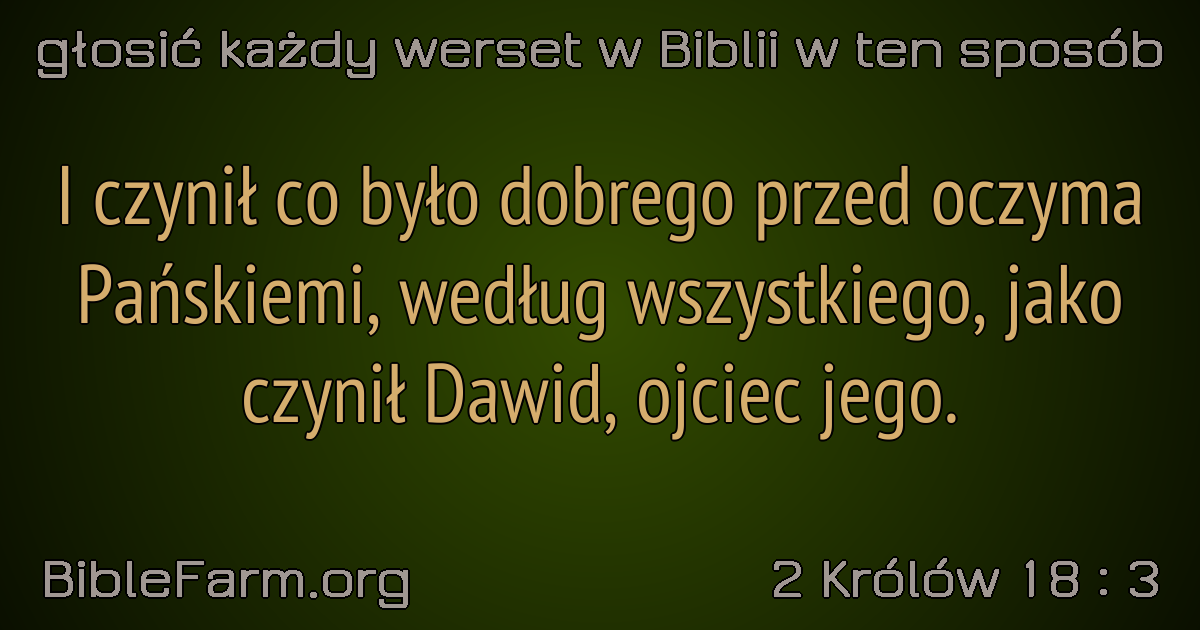 głosić każdy werset w Biblii w ten sposób
I czynił co było dobrego przed oczyma
Pańskiemi, według wszystkiego, jako
czynił Dawid, ojciec jego.
BibleFarm.org
2 Królów 18 : 3